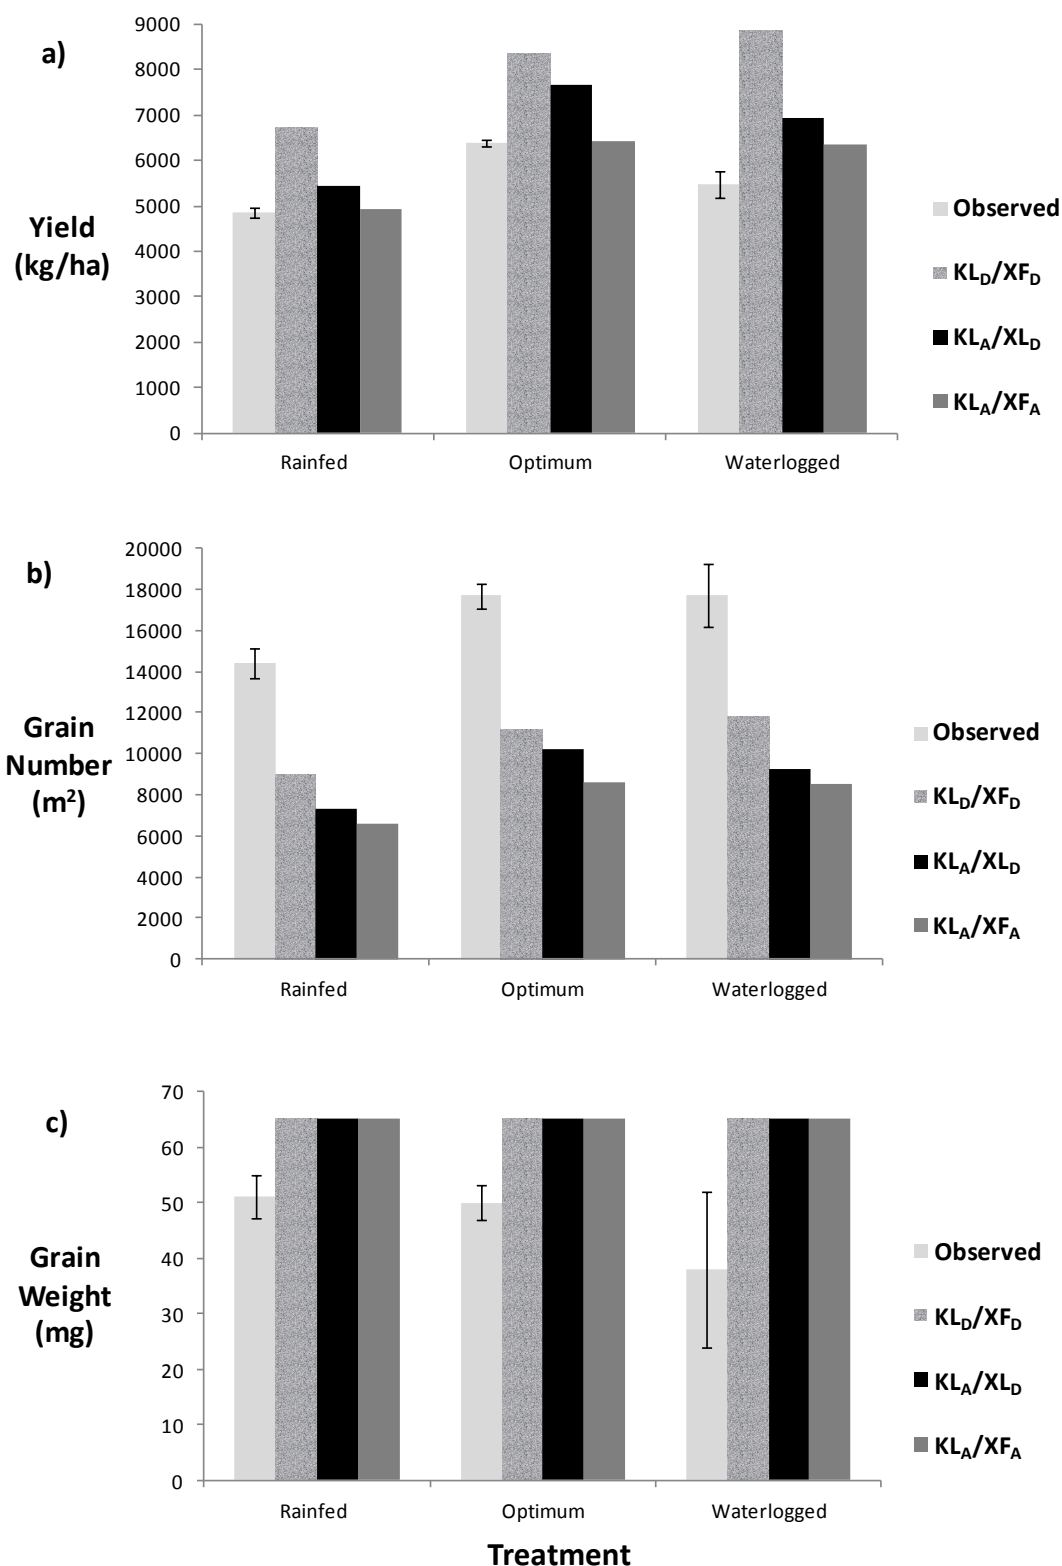 a)
Yield
(kg/ha)
9000
8000
7000
6000
5000
4000
3000
2000
1000
0
Rainfed Optimum Waterlogged
Observed
KLD/XFD
KLA/XLD
KLA/XFA
b)
Grain
Number
(m²)
20000
18000
16000
14000
12000
10000
8000
6000
4000
2000
0
Rainfed Optimum Waterlogged
Observed
KLD/XFD
KLA/XLD
KLA/XFA
c)
Grain
Weight
(mg)
70
60
50
40
30
20
10
0
Rainfed Optimum Waterlogged
Observed
KLD/XFD
KLA/XLD
KLA/XFA
Treatment